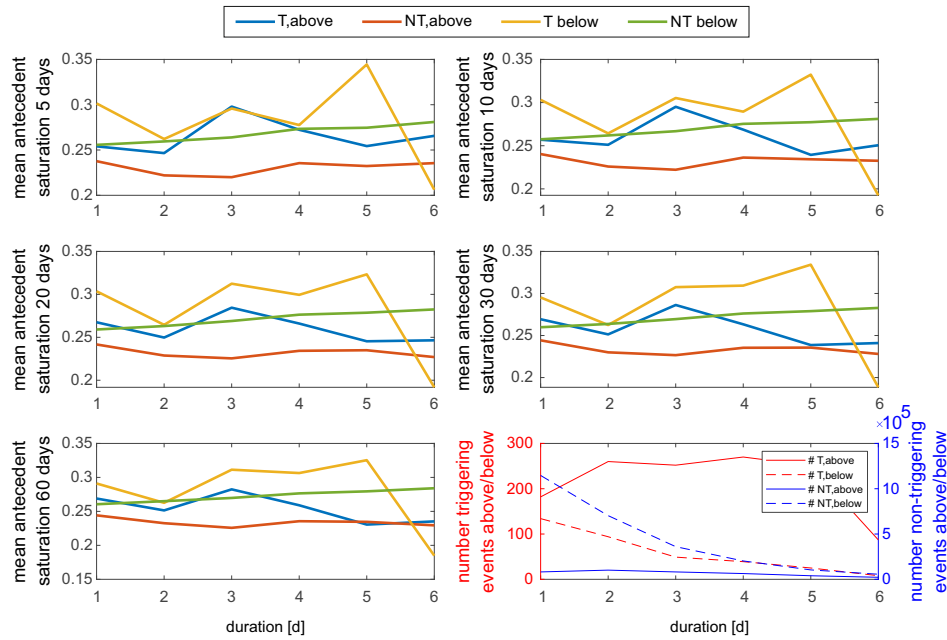 T,above NT,above T below NT below
mean antecedent
saturation 5 days
0.35
0.3
0.25
0.2
1 2 3 4 5 6
mean antecedent
saturation 10 days
0.35
0.3
0.25
0.2
1 2 3 4 5 6
mean antecedent
saturation 20 days
0.35
0.3
0.25
0.2
1 2 3 4 5 6
mean antecedent
saturation 30 days
0.35
0.3
0.25
0.2
1 2 3 4 5 6
mean antecedent
saturation 60 days
0.35
0.3
0.25
0.2
0.15
1 2 3 4 5 6
duration [d]
number triggering
events above/below
300
200
100
0
# T,above
# T,below
# NT,above
# NT,below
×10^5
15
10
5
0
number non-triggering
events above/below
1 2 3 4 5 6
duration [d]